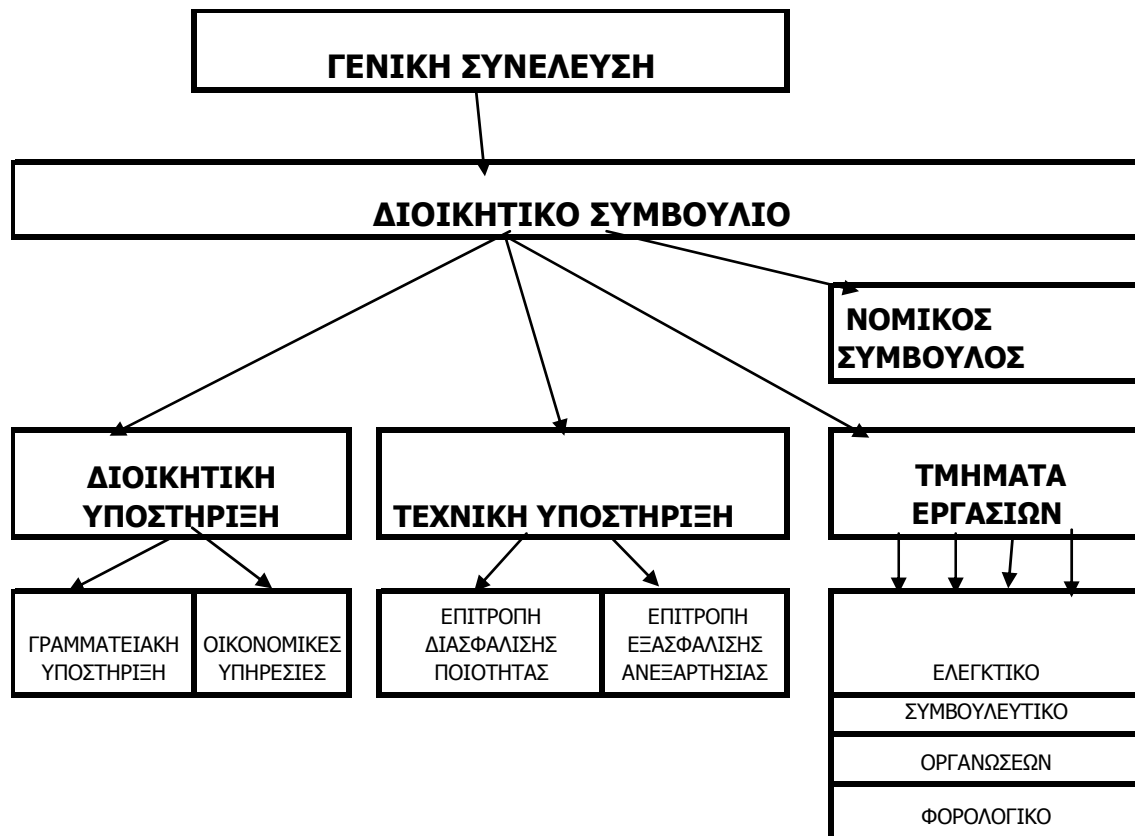 ΓΕΝΙΚΗ ΣΥΝΕΛΕΥΣΗ
ΔΙΟΙΚΗΤΙΚΟ ΣΥΜΒΟΥΛΙΟ
ΝΟΜΙΚΟΣ
ΣΥΜΒΟΥΛΟΣ
ΔΙΟΙΚΗΤΙΚΗ
ΥΠΟΣΤΗΡΙΞΗ
ΤΕΧΝΙΚΗ ΥΠΟΣΤΗΡΙΞΗ
ΤΜΗΜΑΤΑ
ΕΡΓΑΣΙΩΝ
ΓΡΑΜΜΑΤΕΙΑΚΗ
ΥΠΟΣΤΗΡΙΞΗ
ΟΙΚΟΝΟΜΙΚΕΣ
ΥΠΗΡΕΣΙΕΣ
ΕΠΙΤΡΟΠΗ
ΔΙΑΣΦΑΛΙΣΗΣ
ΠΟΙΟΤΗΤΑΣ
ΕΠΙΤΡΟΠΗ
ΕΞΑΣΦΑΛΙΣΗΣ
ΑΝΕΞΑΡΤΗΣΙΑΣ
ΕΛΕΓΚΤΙΚΟ
ΣΥΜΒΟΥΛΕΥΤΙΚΟ
ΟΡΓΑΝΩΣΕΩΝ
ΦΟΡΟΛΟΓΙΚΟ